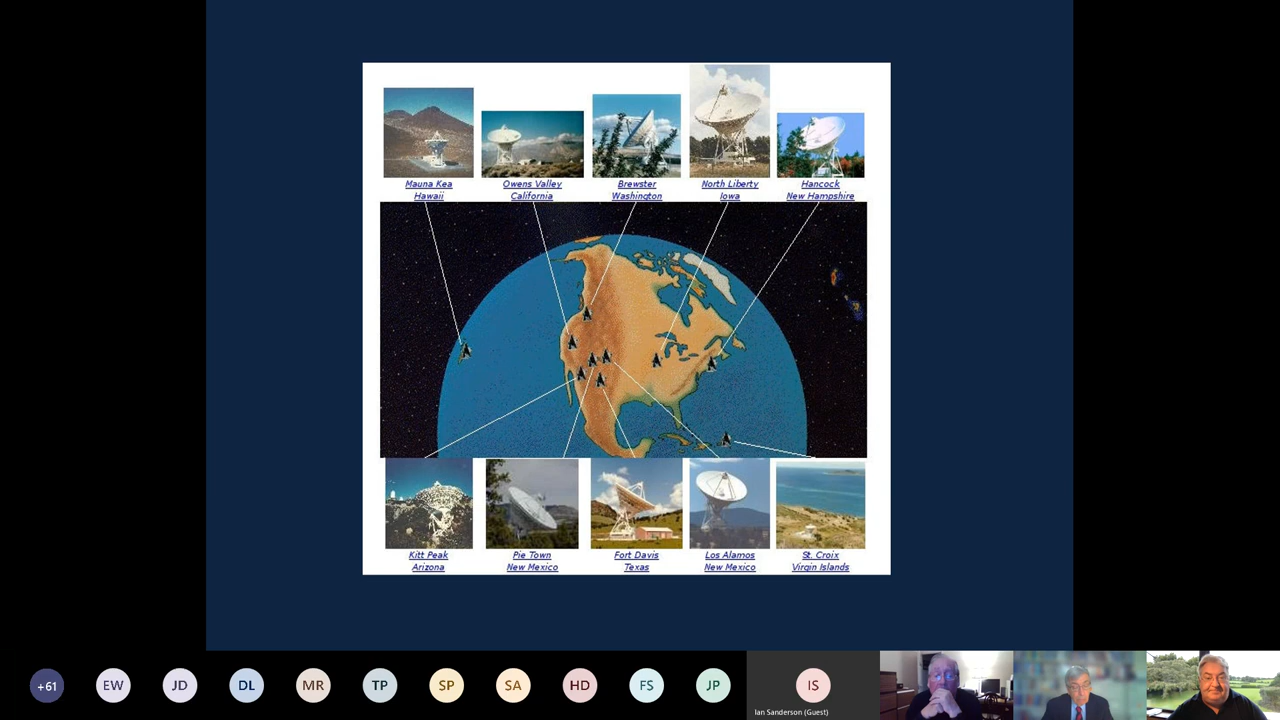 Mauna Kea
Hawaii
Owens Valley
California
Brewster
Washington
North Liberty
Iowa
Hancock
New Hampshire
Kitt Peak
Arizona
Pie Town
New Mexico
Fort Davis
Texas
Los Alamos
New Mexico
St. Croix
Virgin Islands
+61
EW
JD
DL
MR
TP
SP
SA
HD
FS
JP
IS
Ian Sanderson (Guest)